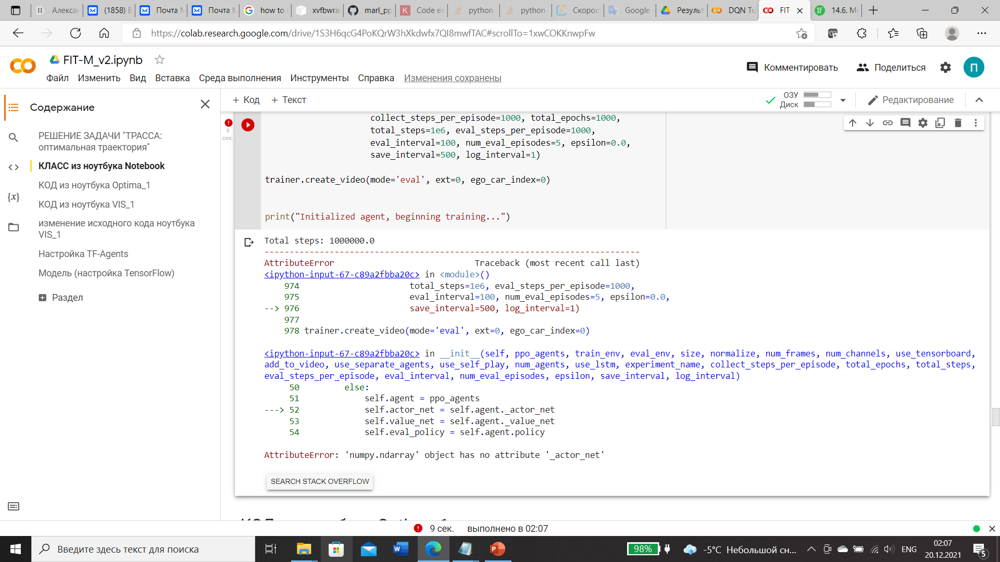 Алексан
(1858) В
Почта М
Почта М
how to u
xvfbwra
marl_pp
Code ex
python
python
Скорос
Google
Результ
DQN Tu
FIT-
14.6. Ме
https://colab.research.google.com/drive/1S3H6qcG4PoKQrW3hXkdwfx7QI8mwfTAC#scrollTo=1xwCOKKnwpFw
FIT-M_v2.ipynb
Комментировать
Поделиться
П
Файл Изменить Вид Вставка Среда выполнения Инструменты Справка Изменения сохранены
Содержание
+ Код + Текст
ОЗУ
Диск
Редактирование
РЕШЕНИЕ ЗАДАЧИ "ТРАССА:
оптимальная траектория"
КЛАСС из ноутбука Notebook
КОД из ноутбука Optima_1
КОД из ноутбука VIS_1
изменение исходного кода ноутбука
VIS_1
Настройка TF-Agents
Модель (настройка TensorFlow)
Раздел
9
сек.
collect_steps_per_episode=1000, total_epochs=1000,
total_steps=1e6, eval_steps_per_episode=1000,
eval_interval=100, num_eval_episodes=5, epsilon=0.0,
save_interval=500, log_interval=1)
trainer.create_video(mode='eval', ext=0, ego_car_index=0)
print("Initialized agent, beginning training...")
Total steps: 1000000.0
---------------------------------------------------------------------------
AttributeError                            Traceback (most recent call last)
<ipython-input-67-c89a2fbba20c> in <module>()
974                      total_steps=1e6, eval_steps_per_episode=1000,
975                      eval_interval=100, num_eval_episodes=5, epsilon=0.0,
--> 976                      save_interval=500, log_interval=1)
977
978 trainer.create_video(mode='eval', ext=0, ego_car_index=0)
<ipython-input-67-c89a2fbba20c> in __init__(self, ppo_agents, train_env, eval_env, size, normalize, num_frames, num_channels, use_tensorboard,
add_to_video, use_separate_agents, use_self_play, num_agents, use_lstm, experiment_name, collect_steps_per_episode, total_epochs, total_steps,
eval_steps_per_episode, eval_interval, num_eval_episodes, epsilon, save_interval, log_interval)
50         else:
51             self.agent = ppo_agents
---> 52             self.actor_net = self.agent._actor_net
53             self.value_net = self.agent._value_net
54             self.eval_policy = self.agent.policy
AttributeError: 'numpy.ndarray' object has no attribute '_actor_net'
SEARCH STACK OVERFLOW
9 сек. выполнено в 02:07
Введите здесь текст для поиска
98%
-5°C Небольшой сн...
ENG
02:07
20.12.2021
5